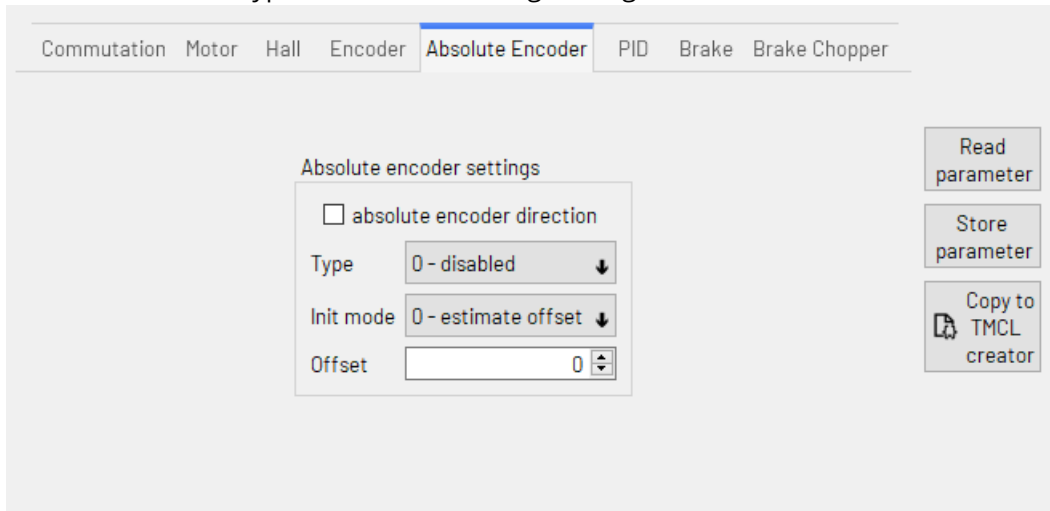 Commutation Motor Hall Encoder Absolute Encoder PID Brake Brake Chopper
Absolute encoder settings
absolute encoder direction
Type 0 - disabled
Init mode 0 - estimate offset
Offset 0
Read
parameter
Store
parameter
Copy to
TMCL
creator